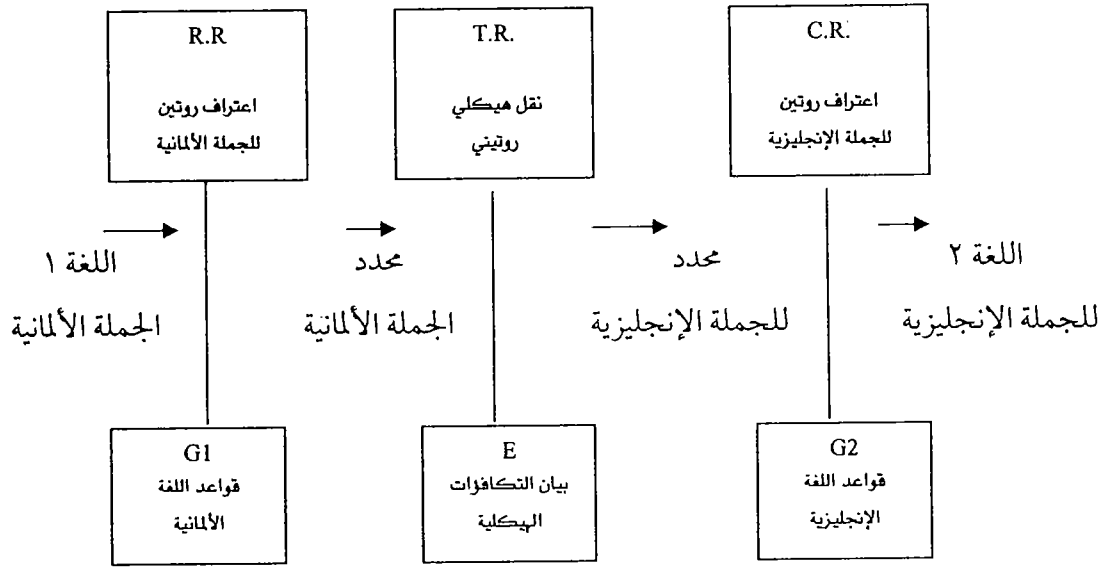 R.R
اعتراف روتين
للجملة الألمانية
T.R.
نقل هيكلي
روتيني
C.R.
اعتراف روتين
للجملة الإنجليزية
اللغة ١
الجملة الألمانية
محدد
الجملة الألمانية
محدد
للجملة الإنجليزية
اللغة ٢
للجملة الإنجليزية
G1
قواعد اللغة
الألمانية
E
بيان التكافؤات
الهيكلية
G2
قواعد اللغة
الإنجليزية